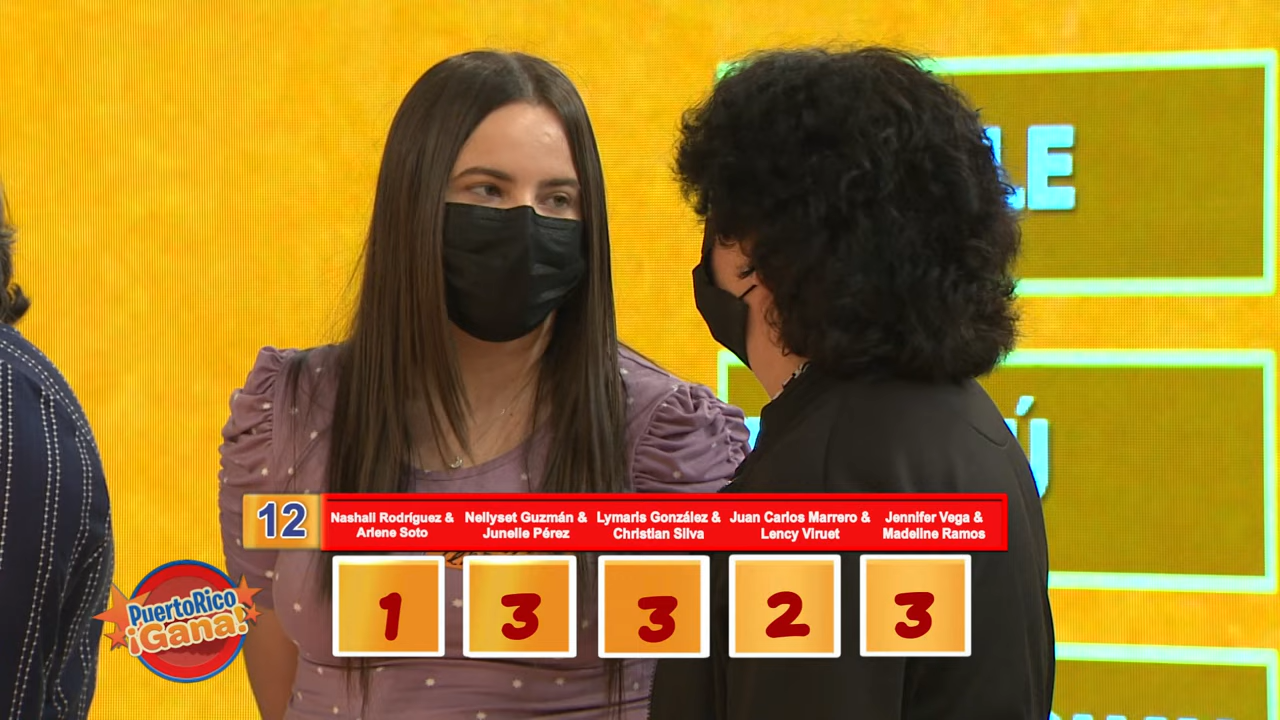 LE
Ú
12
Nashali Rodríguez & Arlene Soto
Nellyset Guzmán & Junelle Pérez
Lymaris González & Christian Silva
Juan Carlos Marrero & Lency Viruet
Jennifer Vega & Madeline Ramos
1
3
3
2
3
PuertoRico
¡Gana!